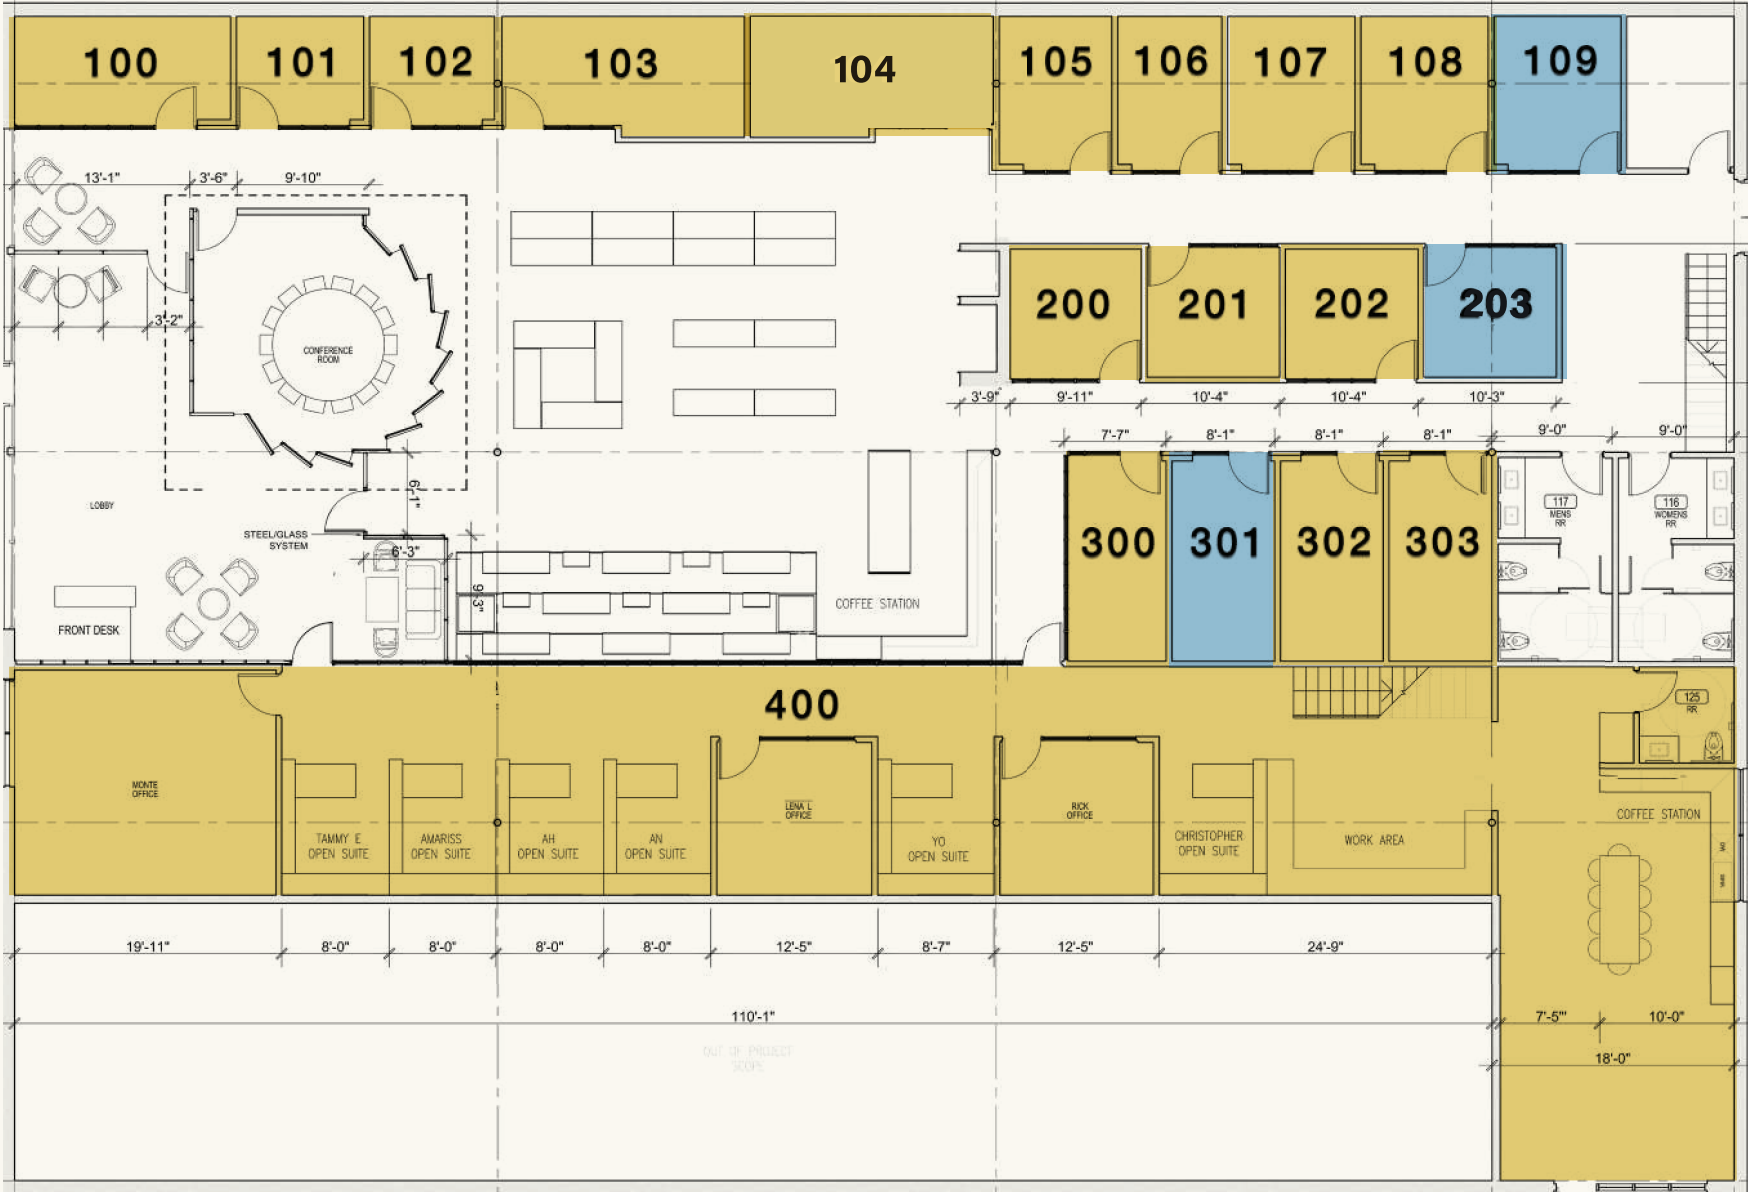 100
101
102
103
104
105
106
107
108
109
13'-1"
3'-6"
9'-10"
3'-2"
CONFERENCE
ROOM
200
201
202
203
3'-9"
9'-11"
10'-4"
10'-4"
10'-3"
7'-7"
8'-1"
8'-1"
8'-1"
9'-0"
9'-0"
6'-1"
LOBBY
STEEL/GLASS
SYSTEM
6'-3"
9'-3"
300
301
302
303
117
MENS
RR
116
WOMENS
RR
COFFEE STATION
FRONT DESK
400
125
RR
MONTE
OFFICE
TAMMY E
OPEN SUITE
AMARISS
OPEN SUITE
AH
OPEN SUITE
AN
OPEN SUITE
LENA L
OFFICE
YO
OPEN SUITE
RICK
OFFICE
CHRISTOPHER
OPEN SUITE
WORK AREA
COFFEE STATION
19'-11"
8'-0"
8'-0"
8'-0"
8'-0"
12'-5"
8'-7"
12'-5"
24'-9"
110'-1"
7'-5"'
10'-0"
18'-0"
OUT OF PROJECT
SCOPE